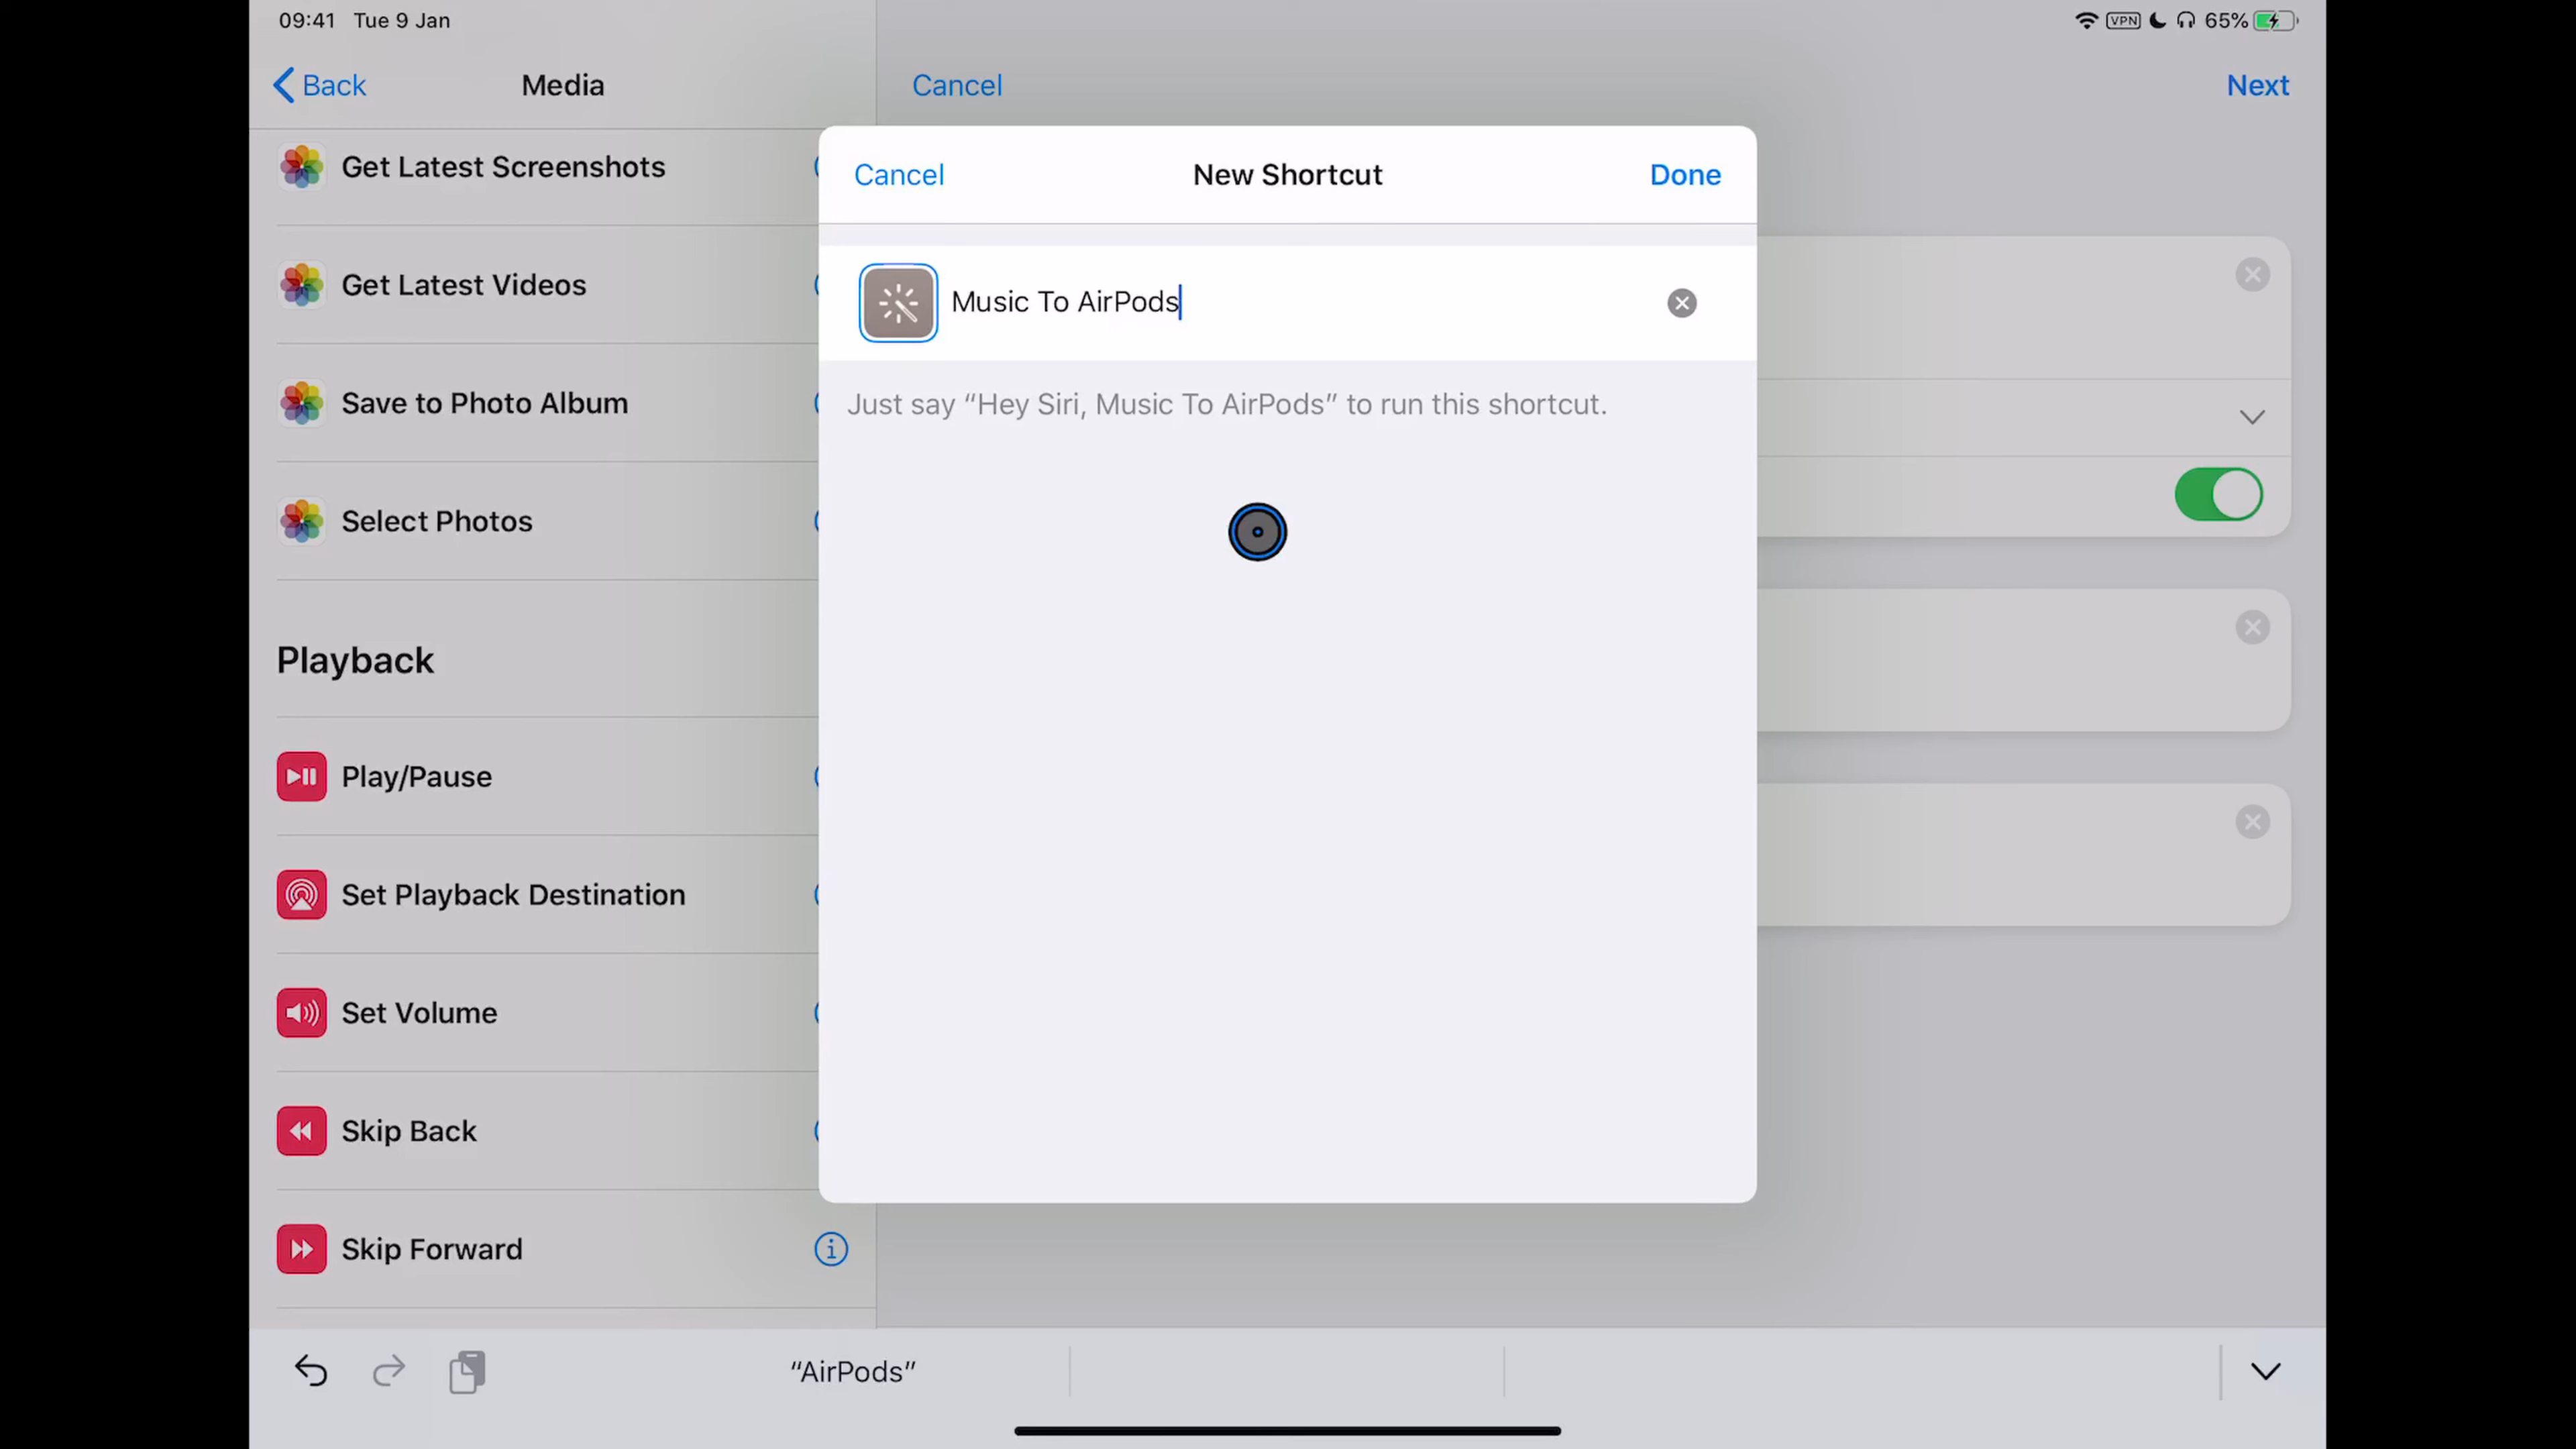 09:41 Tue 9 Jan
VPN 65%
Back
Media
Cancel
Next
Get Latest Screenshots
Get Latest Videos
Save to Photo Album
Select Photos
Playback
Play/Pause
Set Playback Destination
Set Volume
Skip Back
Skip Forward
Cancel
New Shortcut
Done
Music To AirPods
Just say “Hey Siri, Music To AirPods” to run this shortcut.
“AirPods”